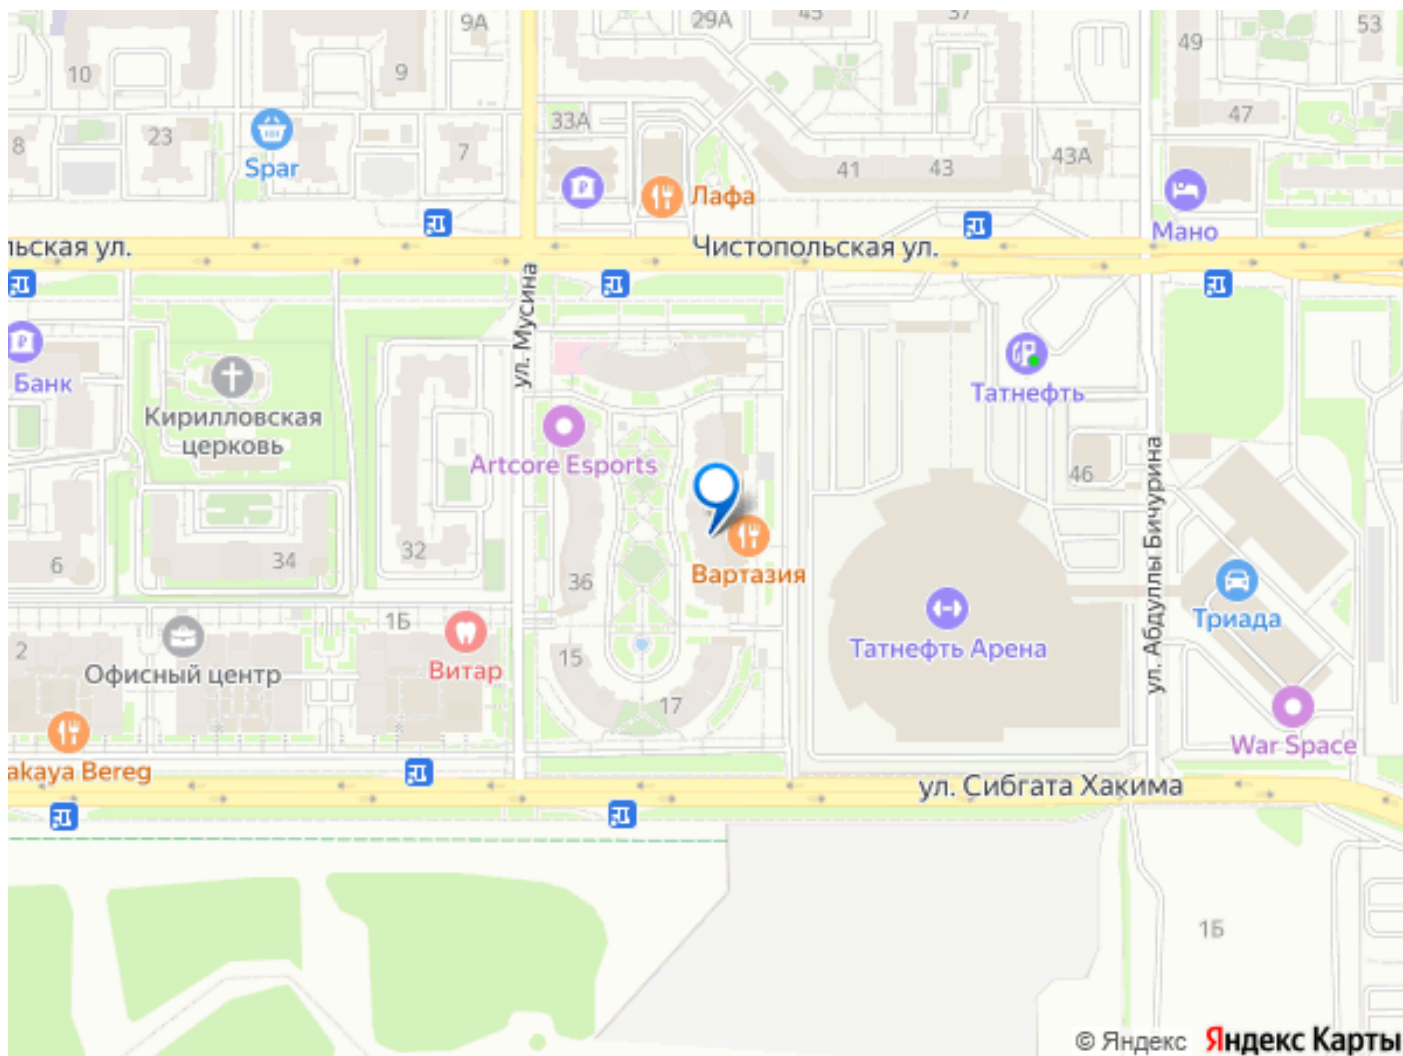 29А
45
37
9А
53
49
10
9
47
33А
8
23
7
41
43
43А
Spar
Лафа
Мано
льская ул.
Чистопольская ул.
ул. Мусина
Банк
Татнефть
Кирилловская
церковь
Artcore Esports
46
ул. Абдуллы Бичурина
6
34
32
36
Вартазия
1Б
Триада
2
Офисный центр
Витар
15
Татнефть Арена
17
War Space
akaya Bereg
ул. Сибгата Хакима
1Б
© Яндекс Яндекс Карты